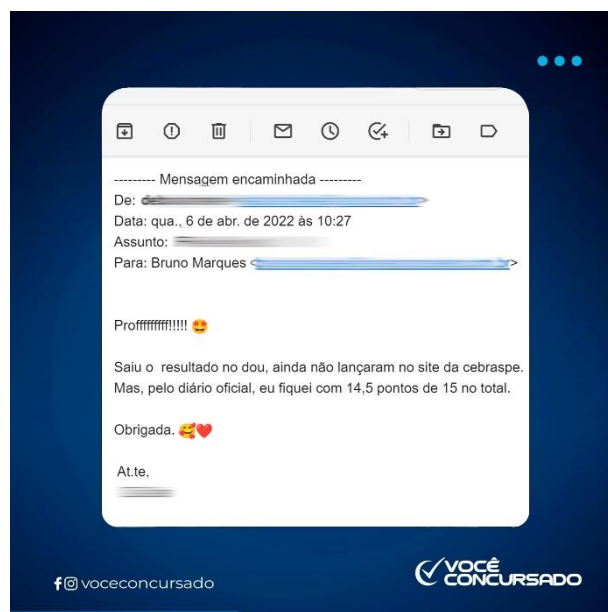 --------- Mensagem encaminhada ---------
De:
Data: qua., 6 de abr. de 2022 às 10:27
Assunto:
Para: Bruno Marques < >
Proffffffff!!!!! 🤩
Saiu o resultado no dou, ainda não lançaram no site da cebraspe.
Mas, pelo diário oficial, eu fiquei com 14,5 pontos de 15 no total.
Obrigada. 🥰❤️
At.te,
voceconcursado
VOCÊ
CONCURSADO